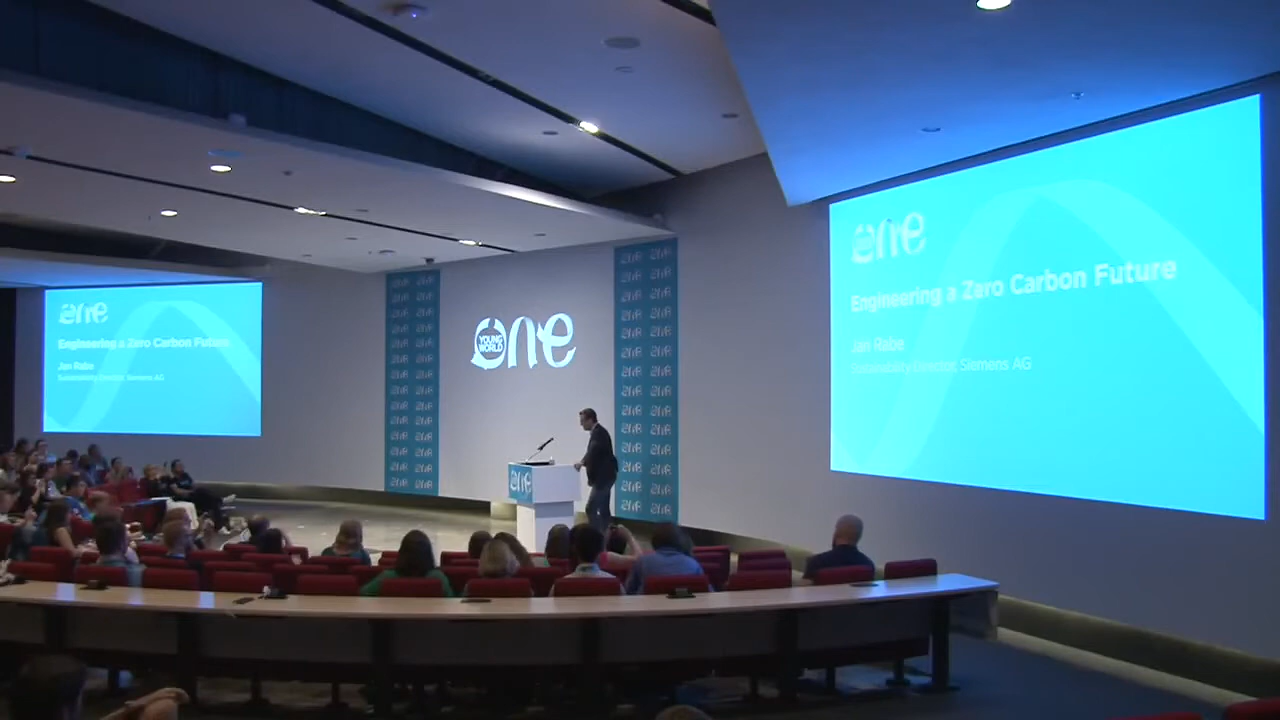 one
Engineering a Zero Carbon Future
Jan Rabe
Sustainability Director, Siemens AG
YOUNG
WORLD
one
one
one
Engineering a Zero Carbon Future
Jan Rabe
Sustainability Director, Siemens AG